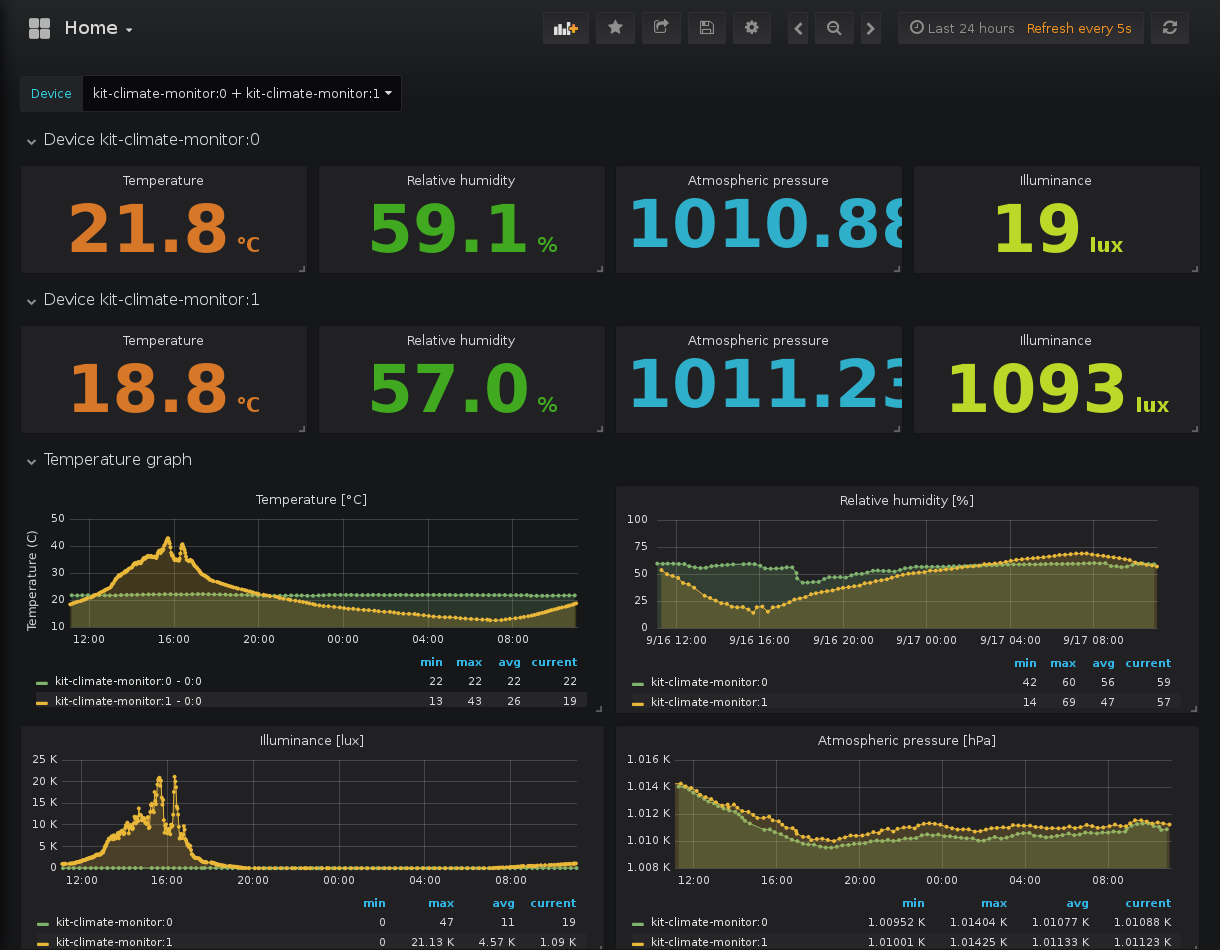 Home
Last 24 hours Refresh every 5s
Device kit-climate-monitor:0 + kit-climate-monitor:1
Device kit-climate-monitor:0
Temperature Relative humidity Atmospheric pressure Illuminance
21.8 °C 59.1 % 1010.88 19 lux
Device kit-climate-monitor:1
Temperature Relative humidity Atmospheric pressure Illuminance
18.8 °C 57.0 % 1011.23 1093 lux
Temperature graph
Temperature [°C]
Temperature (C)
50
40
30
20
10
12:00 16:00 20:00 00:00 04:00 08:00
min max avg current
kit-climate-monitor:0 - 0:0 22 22 22 22
kit-climate-monitor:1 - 0:0 13 43 26 19
Relative humidity [%]
100
75
50
25
0
9/16 12:00 9/16 16:00 9/16 20:00 9/17 00:00 9/17 04:00 9/17 08:00
min max avg current
kit-climate-monitor:0 42 60 56 59
kit-climate-monitor:1 14 69 47 57
Illuminance [lux]
25 K
20 K
15 K
10 K
5 K
0
12:00 16:00 20:00 00:00 04:00 08:00
min max avg current
kit-climate-monitor:0 0 47 11 19
kit-climate-monitor:1 0 21.13 K 4.57 K 1.09 K
Atmospheric pressure [hPa]
1.016 K
1.014 K
1.012 K
1.010 K
1.008 K
12:00 16:00 20:00 00:00 04:00 08:00
min max avg current
kit-climate-monitor:0 1.00952 K 1.01404 K 1.01077 K 1.01088 K
kit-climate-monitor:1 1.01001 K 1.01425 K 1.01133 K 1.01123 K